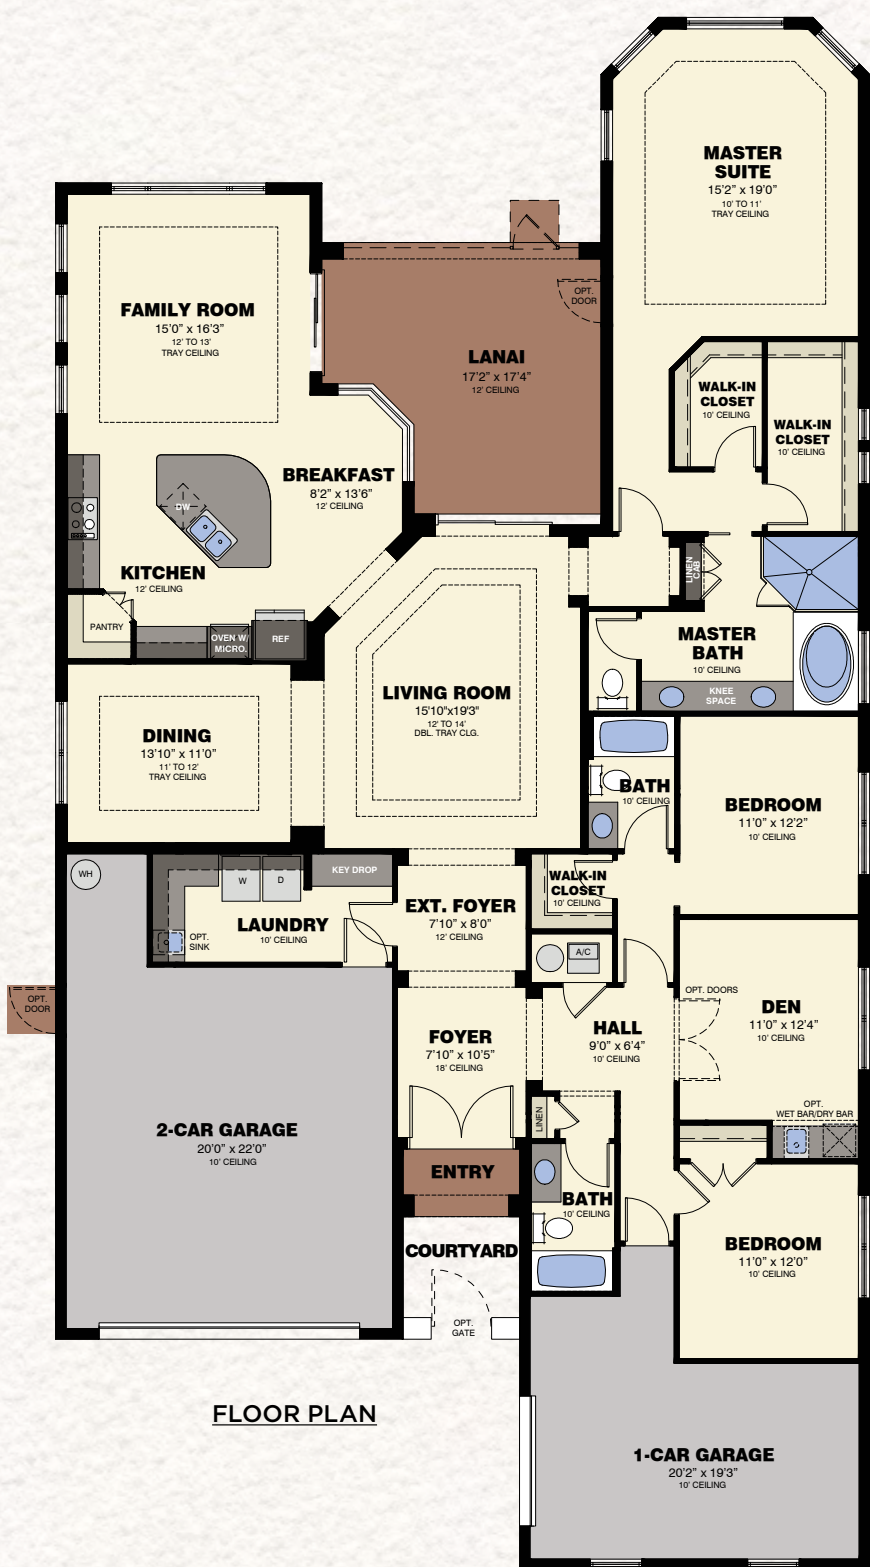 MASTER
SUITE
15'2" x 19'0"
10' TO 11'
TRAY CEILING
FAMILY ROOM
15'0" x 16'3"
12' TO 13'
TRAY CEILING
OPT.
DOOR
LANAI
17'2" x 17'4"
12' CEILING
WALK-IN
CLOSET
10' CEILING
WALK-IN
CLOSET
10' CEILING
BREAKFAST
8'2" x 13'6"
12' CEILING
DW
KITCHEN
12' CEILING
LINEN
CAB
PANTRY
OVEN W/
MICRO.
REF
MASTER
BATH
10' CEILING
KNEE
SPACE
LIVING ROOM
15'10"x19'3"
12' TO 14'
DBL. TRAY CLG.
DINING
13'10" x 11'0"
11' TO 12'
TRAY CEILING
BATH
10' CEILING
BEDROOM
11'0" x 12'2"
10' CEILING
WH
W
D
KEY DROP
WALK-IN
CLOSET
10' CEILING
EXT. FOYER
7'10" x 8'0"
12' CEILING
LAUNDRY
10' CEILING
OPT.
SINK
A/C
OPT.
DOOR
OPT. DOORS
DEN
11'0" x 12'4"
10' CEILING
FOYER
7'10" x 10'5"
18' CEILING
HALL
9'0" x 6'4"
10' CEILING
LINEN
OPT.
WET BAR/DRY BAR
2-CAR GARAGE
20'0" x 22'0"
10' CEILING
ENTRY
BATH
10' CEILING
COURTYARD
BEDROOM
11'0" x 12'0"
10' CEILING
OPT.
GATE
FLOOR PLAN
1-CAR GARAGE
20'2" x 19'3"
10' CEILING